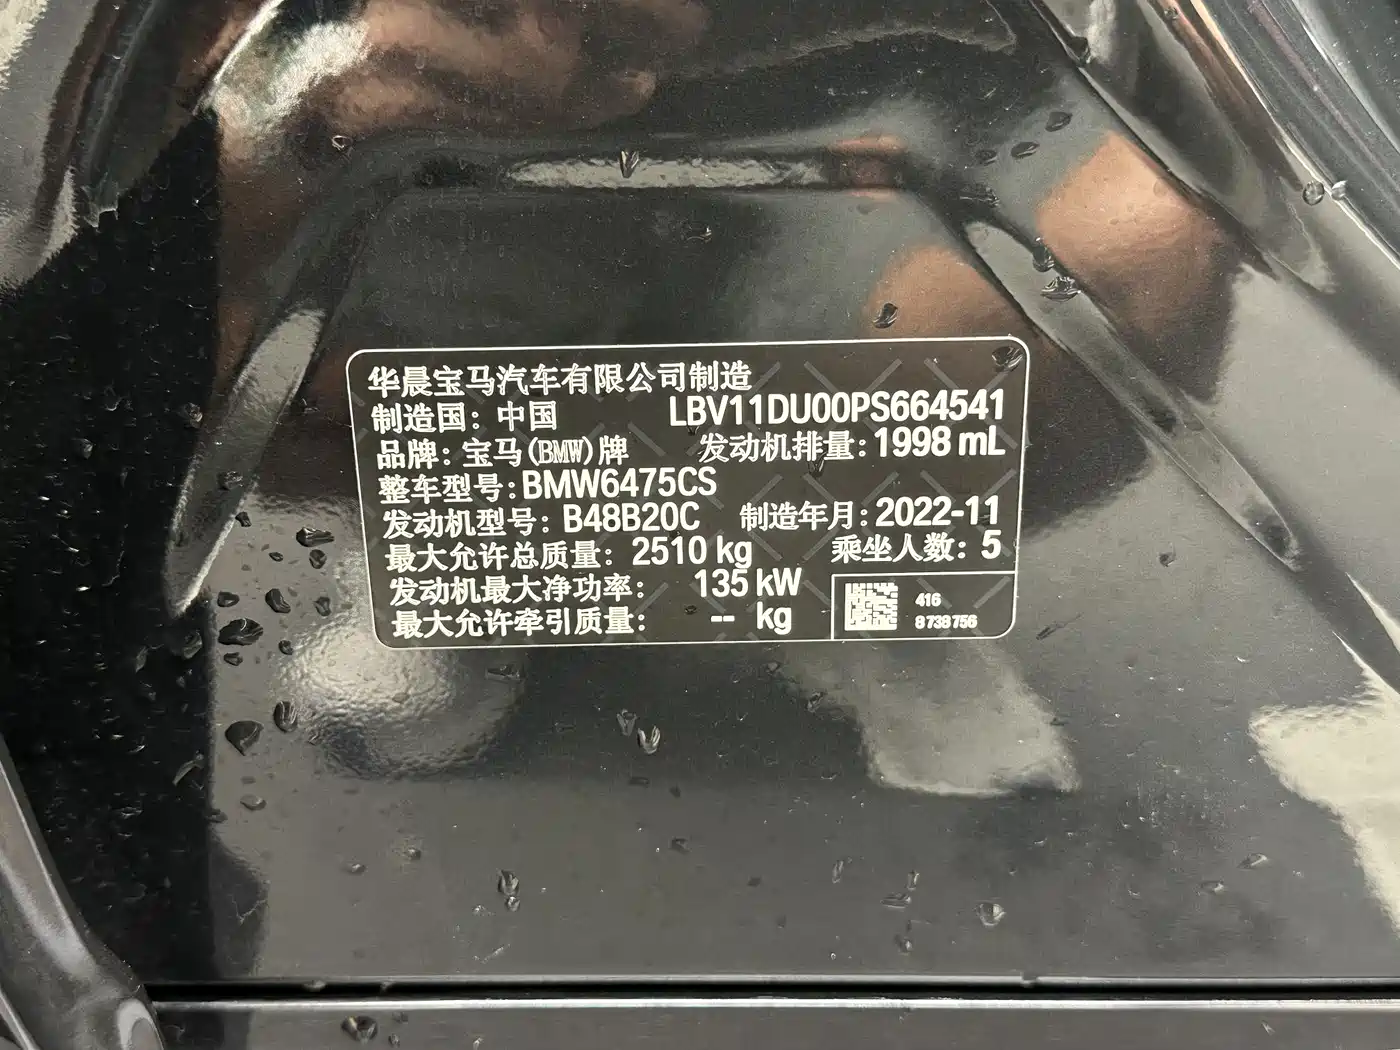 华晨宝马汽车有限公司制造
制造国：中国 LBV11DU00PS664541
品牌：宝马(BMW)牌 发动机排量：1998 mL
整车型号：BMW6475CS
发动机型号：B48B20C 制造年月：2022-11
最大允许总质量：2510 kg 乘坐人数：5
发动机最大净功率：135 kW
最大允许牵引质量：-- kg
416
8 738 756